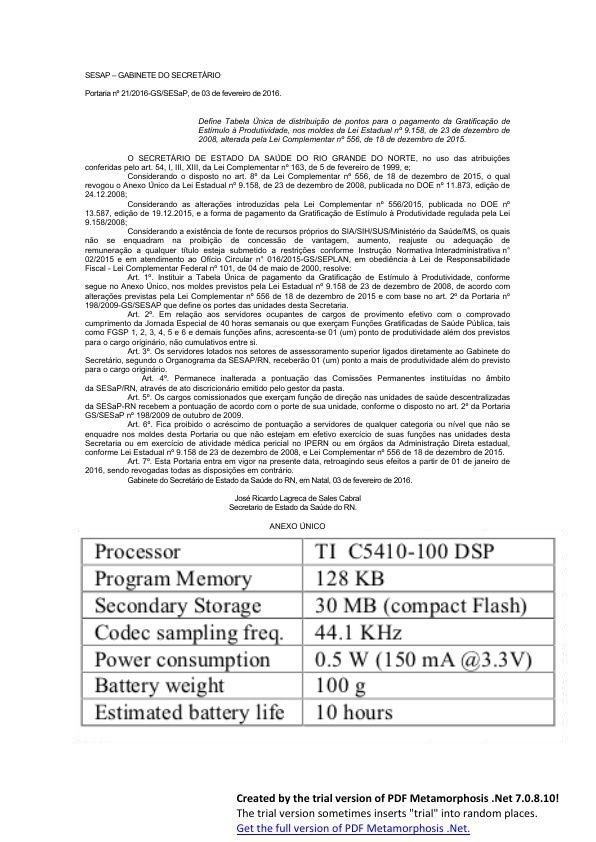 SESAP – GABINETE DO SECRETÁRIO
Portaria nº 21/2016-GS/SESaP, de 03 de fevereiro de 2016.
Define Tabela Única de distribuição de pontos para o pagamento da Gratificação de
Estímulo à Produtividade, nos moldes da Lei Estadual nº 9.158, de 23 de dezembro de
2008, alterada pela Lei Complementar nº 556, de 18 de dezembro de 2015.
O SECRETÁRIO DE ESTADO DA SAÚDE DO RIO GRANDE DO NORTE, no uso das atribuições
conferidas pelo art. 54, I, III, XIII, da Lei Complementar nº 163, de 5 de fevereiro de 1999, e;
Considerando o disposto no art. 8º da Lei Complementar nº 556, de 18 de dezembro de 2015, o qual
revogou o Anexo Único da Lei Estadual nº 9.158, de 23 de dezembro de 2008, publicada no DOE nº 11.873, edição de
24.12.2008;
Considerando as alterações introduzidas pela Lei Complementar nº 556/2015, publicada no DOE nº
13.587, edição de 19.12.2015, e a forma de pagamento da Gratificação de Estímulo à Produtividade regulada pela Lei
9.158/2008;
Considerando a existência de fonte de recursos próprios do SIA/SIH/SUS/Ministério da Saúde/MS, os quais
não se enquadram na proibição de concessão de vantagem, aumento, reajuste ou adequação de
remuneração a qualquer título esteja submetido a restrições conforme Instrução Normativa Interadministrativa n°
02/2015 e em atendimento ao Ofício Circular n° 016/2015-GS/SEPLAN, em obediência à Lei de Responsabilidade
Fiscal - Lei Complementar Federal nº 101, de 04 de maio de 2000, resolve:
Art. 1º. Instituir a Tabela Única de pagamento da Gratificação de Estímulo à Produtividade, conforme
segue no Anexo Único, nos moldes previstos pela Lei Estadual nº 9.158 de 23 de dezembro de 2008, de acordo com
alterações previstas pela Lei Complementar nº 556 de 18 de dezembro de 2015 e com base no art. 2º da Portaria nº
198/2009-GS/SESAP que define os portes das unidades desta Secretaria.
Art. 2º. Em relação aos servidores ocupantes de cargos de provimento efetivo com o comprovado
cumprimento da Jornada Especial de 40 horas semanais ou que exerçam Funções Gratificadas de Saúde Pública, tais
como FGSP 1, 2, 3, 4, 5 e 6 e demais funções afins, acrescenta-se 01 (um) ponto de produtividade além dos previstos
para o cargo originário, não cumulativos entre si.
Art. 3º. Os servidores lotados nos setores de assessoramento superior ligados diretamente ao Gabinete do
Secretário, segundo o Organograma da SESAP/RN, receberão 01 (um) ponto a mais de produtividade além do previsto
para o cargo originário.
Art. 4º. Permanece inalterada a pontuação das Comissões Permanentes instituídas no âmbito
da SESaP/RN, através de ato discricionário emitido pelo gestor da pasta.
Art. 5º. Os cargos comissionados que exerçam função de direção nas unidades de saúde descentralizadas
da SESaP-RN recebem a pontuação de acordo com o porte de sua unidade, conforme o disposto no art. 2º da Portaria
GS/SESaP nº 198/2009 de outubro de 2009.
Art. 6º. Fica proibido o acréscimo de pontuação a servidores de qualquer categoria ou nível que não se
enquadre nos moldes desta Portaria ou que não estejam em efetivo exercício de suas funções nas unidades desta
Secretaria ou em exercício de atividade médica pericial no IPERN ou em órgãos da Administração Direta estadual,
conforme Lei Estadual nº 9.158 de 23 de dezembro de 2008, e Lei Complementar nº 556 de 18 de dezembro de 2015.
Art. 7º. Esta Portaria entra em vigor na presente data, retroagindo seus efeitos a partir de 01 de janeiro de
2016, sendo revogadas todas as disposições em contrário.
Gabinete do Secretário de Estado da Saúde do RN, em Natal, 03 de fevereiro de 2016.
José Ricardo Lagreca de Sales Cabral
Secretario de Estado da Saúde do RN.
ANEXO ÚNICO
Processor TI C5410-100 DSP
Program Memory 128 KB
Secondary Storage 30 MB (compact Flash)
Codec sampling freq. 44.1 KHz
Power consumption 0.5 W (150 mA @3.3V)
Battery weight 100 g
Estimated battery life 10 hours
Created by the trial version of PDF Metamorphosis .Net 7.0.8.10!
The trial version sometimes inserts "trial" into random places.
Get the full version of PDF Metamorphosis .Net.